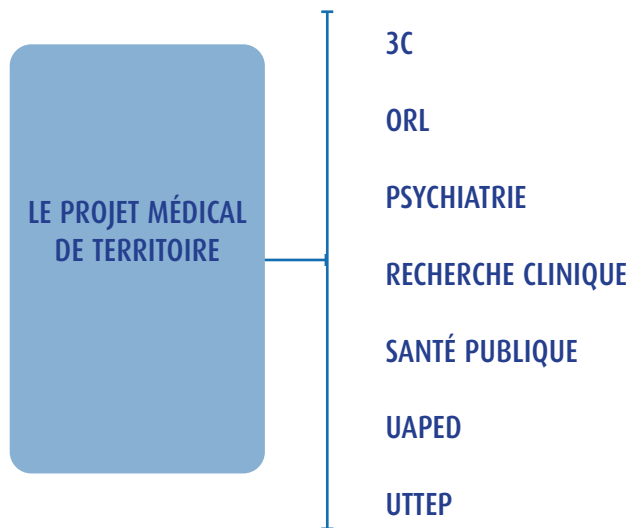 LE PROJET MÉDICAL
DE TERRITOIRE
3C
ORL
PSYCHIATRIE
RECHERCHE CLINIQUE
SANTÉ PUBLIQUE
UAPED
UTTEP